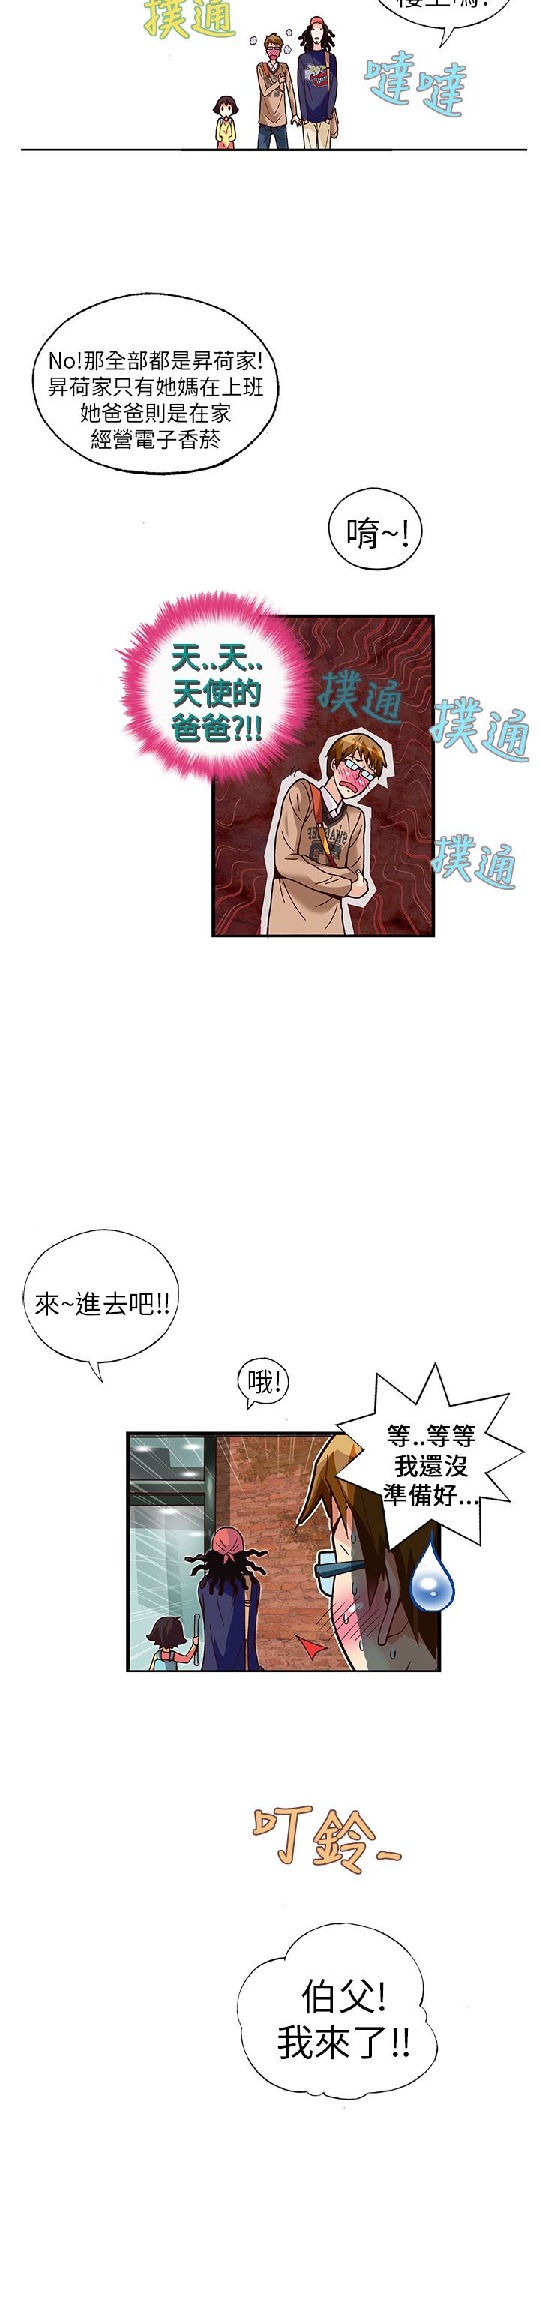 撲通
噠噠
No!那全部都是昇荷家!
昇荷家只有她媽在上班
她爸爸則是在家
經營電子香菸
唷~!
天..天..
天使的
爸爸?!!
撲通
撲通
撲通
來~進去吧!!
哦!
等..等等
我還沒
準備好...
叮鈴~
伯父!
我來了!!